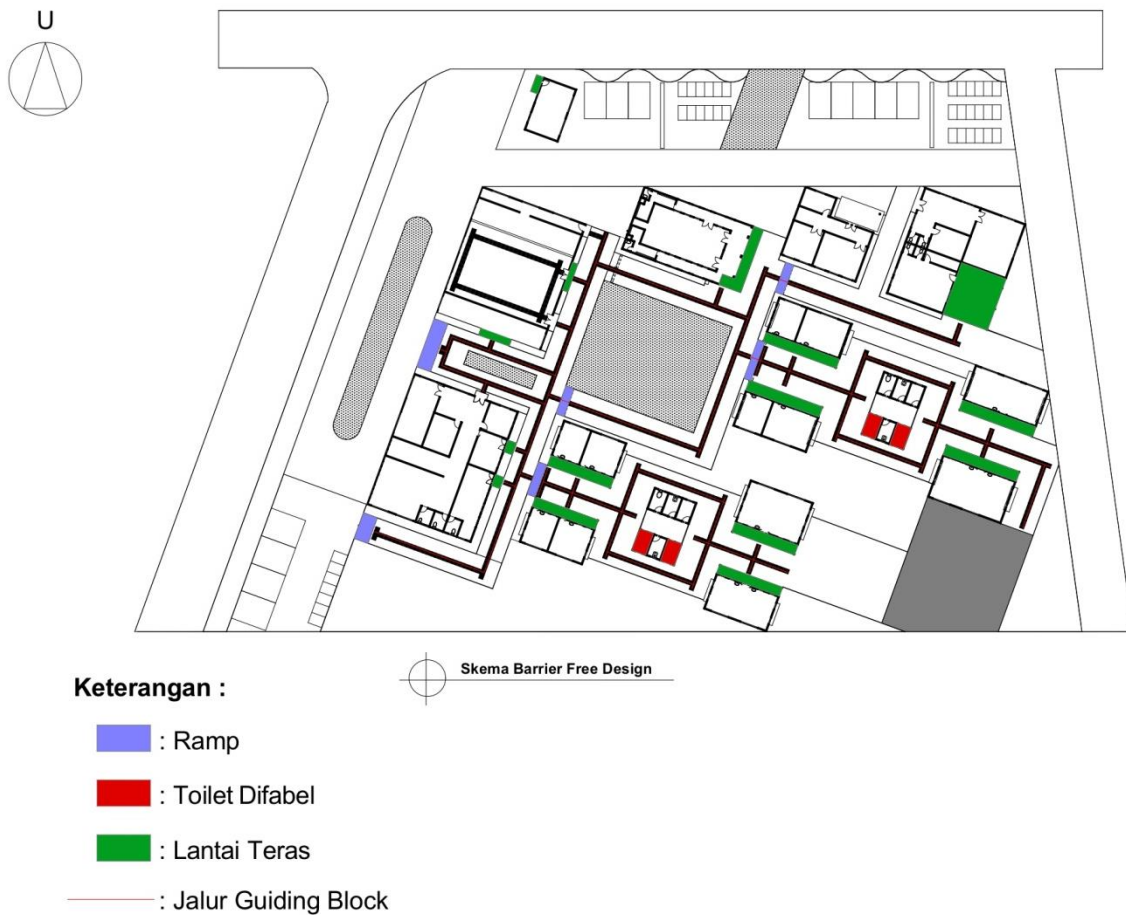 U
Skema Barrier Free Design
Keterangan :
: Ramp
: Toilet Difabel
: Lantai Teras
: Jalur Guiding Block